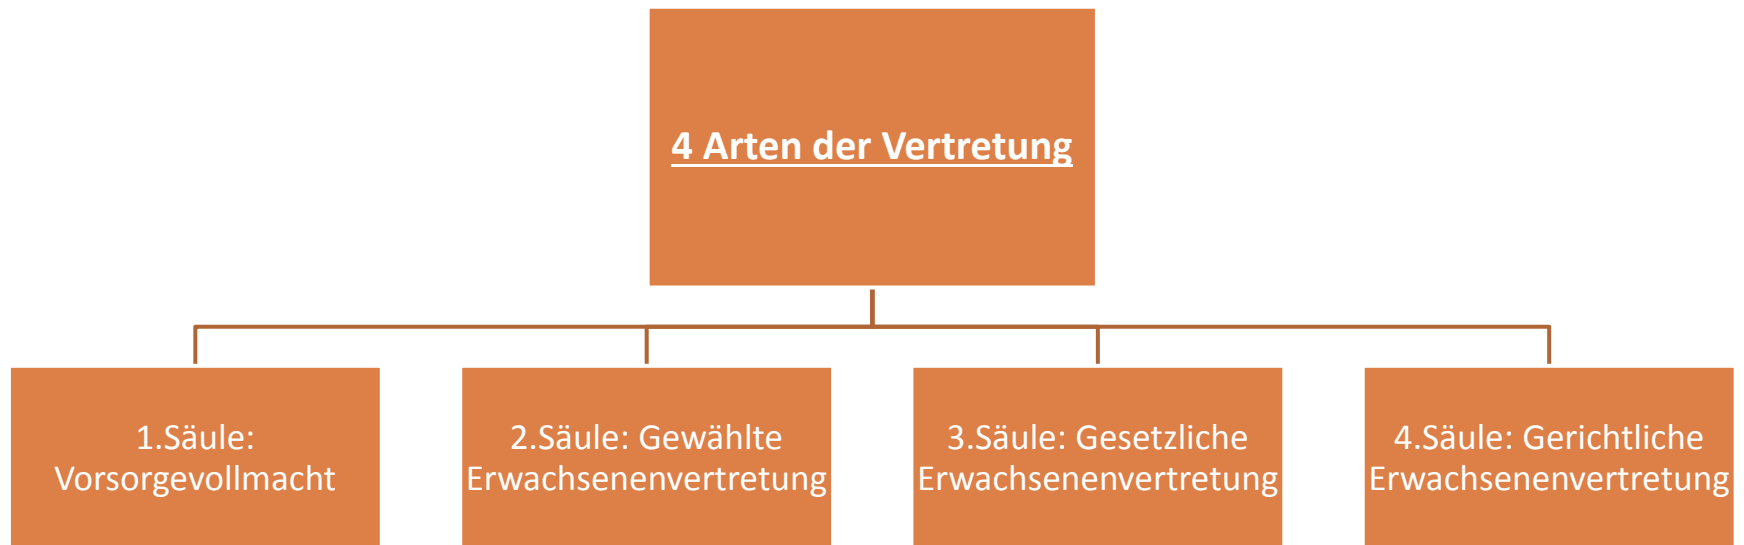 4 Arten der Vertretung
1.Säule:
Vorsorgevollmacht
2.Säule: Gewählte
Erwachsenenvertretung
3.Säule: Gesetzliche
Erwachsenenvertretung
4.Säule: Gerichtliche
Erwachsenenvertretung